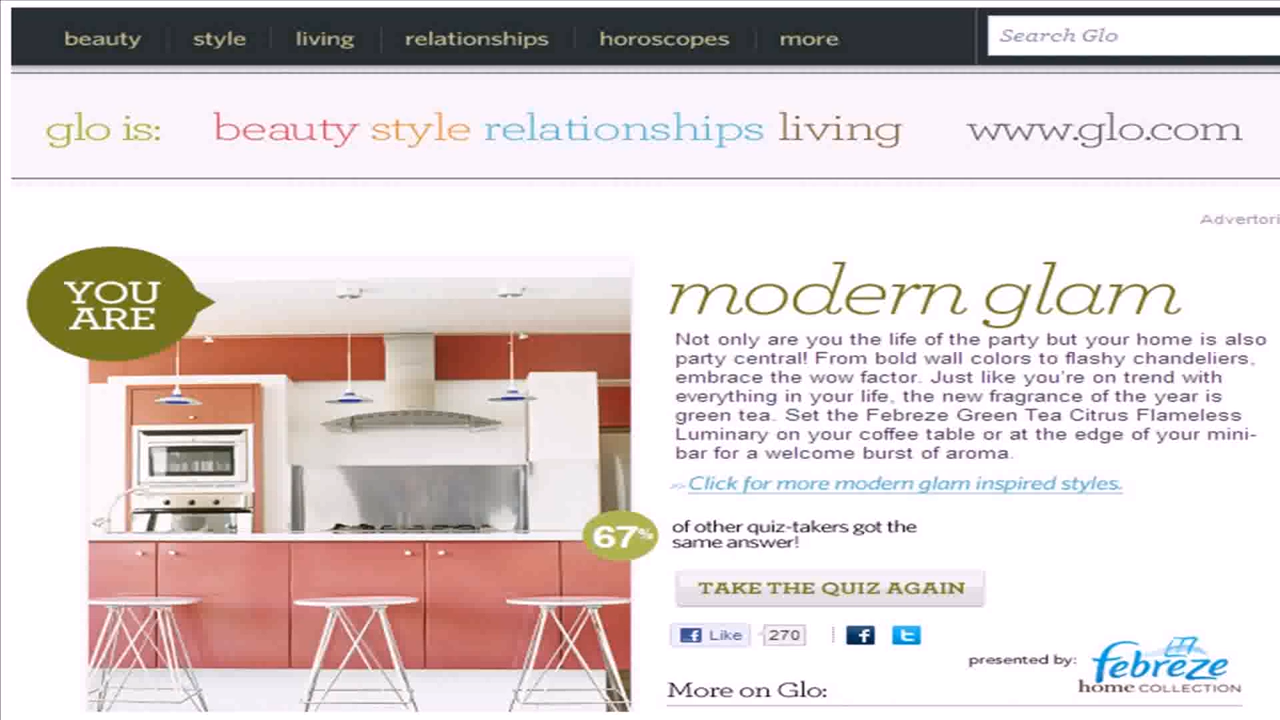 beauty style living relationships horoscopes more Search Glo
glo is: beauty style relationships living www.glo.com
YOU
ARE
modern glam
Not only are you the life of the party but your home is also
party central! From bold wall colors to flashy chandeliers,
embrace the wow factor. Just like you're on trend with
everything in your life, the new fragrance of the year is
green tea. Set the Febreze Green Tea Citrus Flameless
Luminary on your coffee table or at the edge of your mini-
bar for a welcome burst of aroma.
Click for more modern glam inspired styles.
67%
of other quiz-takers got the
same answer!
TAKE THE QUIZ AGAIN
Like 270
presented by:
febreze
home COLLECTION
More on Glo: